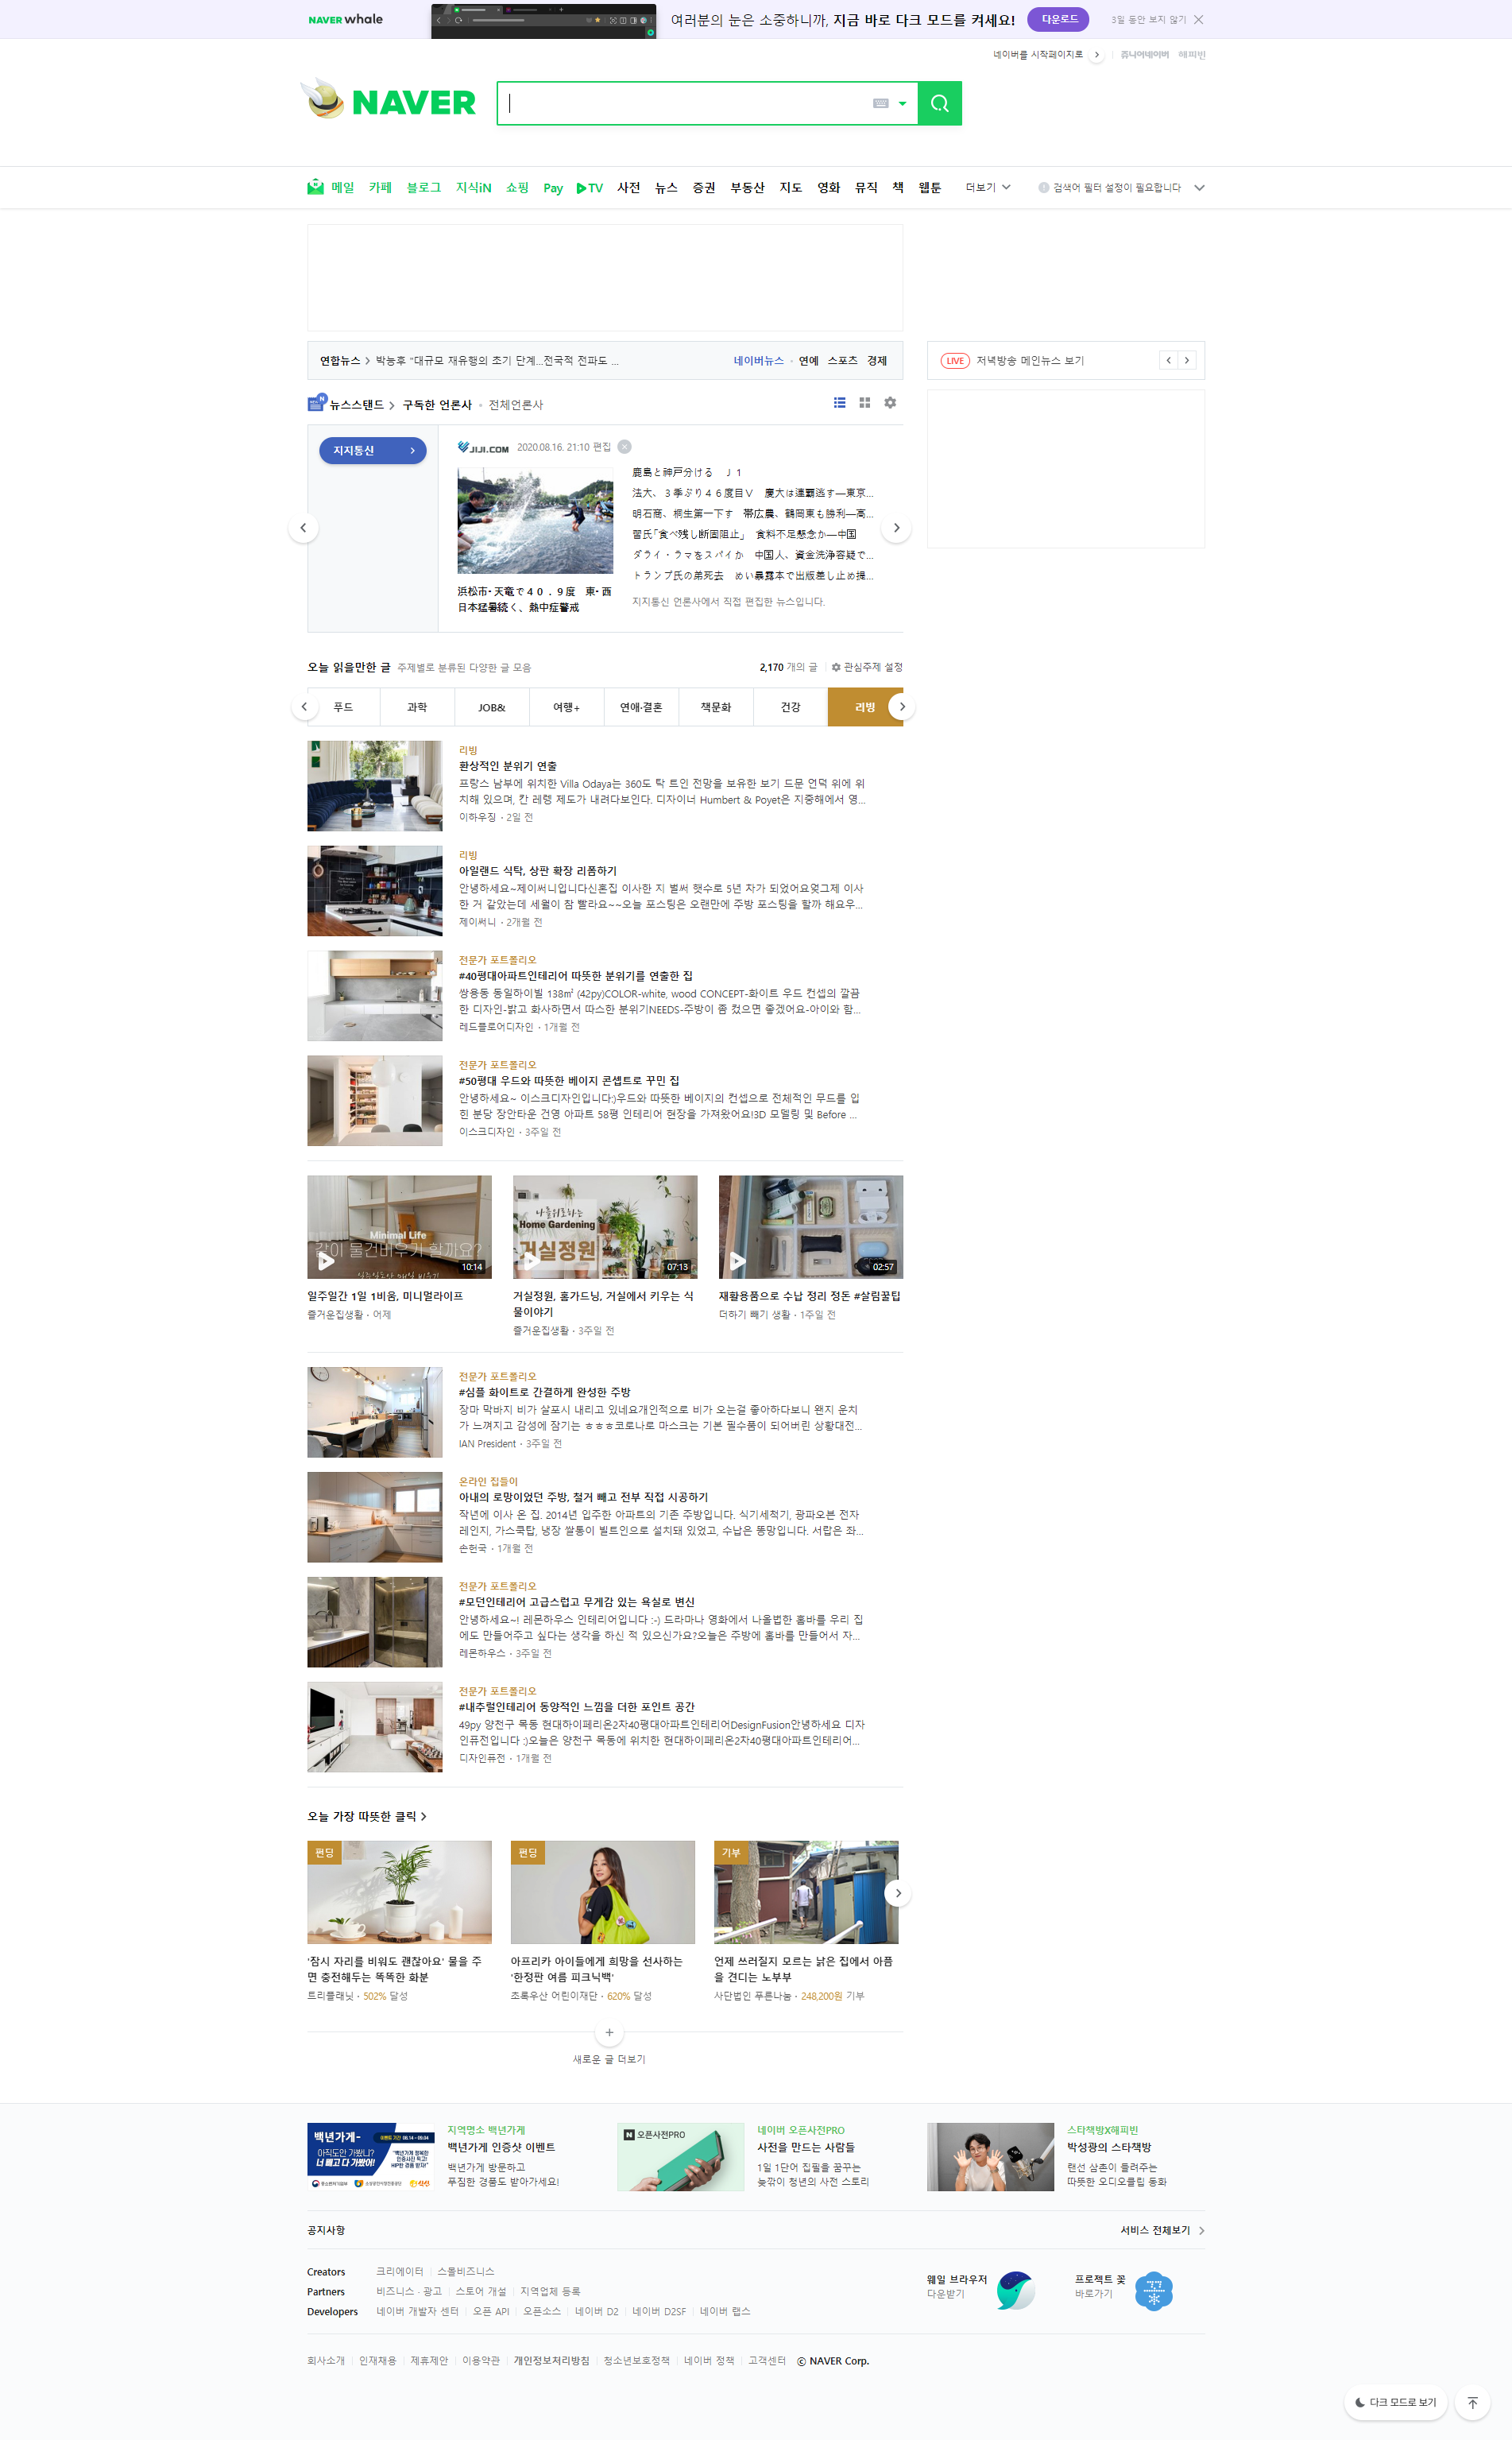 NAVER whale
여러분의 눈은 소중하니까, 지금 바로 다크 모드를 켜세요!
다운로드
3일 동안 보지 않기
네이버를 시작페이지로
쥬니어네이버
해피빈
NAVER
메일 카페 블로그 지식iN 쇼핑 Pay TV 사전 뉴스 증권 부동산 지도 영화 뮤직 책 웹툰 더보기
검색어 필터 설정이 필요합니다
연합뉴스 박능후 "대규모 재유행의 초기 단계…전국적 전파도 ...
네이버뉴스 연예 스포츠 경제
LIVE 저녁방송 메인뉴스 보기
뉴스스탠드 구독한 언론사 전체언론사
지지통신
JIJI.COM 2020.08.16. 21:10 편집
浜松市・天竜で４０．９度　東・西
日本猛暑続く、熱中症警戒
鹿島と神戸分ける　Ｊ１
法大、３季ぶり４６度目Ｖ　慶大は連覇逃す―東京...
明石商、桐生第一下す　帯広農、鶴岡東も勝利―高...
習氏「食べ残し断固阻止」　食料不足懸念か―中国
ダライ・ラマをスパイか　中国人、資金洗浄容疑で...
トランプ氏の弟死去　めい暴露本で出版差し止め提...
지지통신 언론사에서 직접 편집한 뉴스입니다.
오늘 읽을만한 글 주제별로 분류된 다양한 글 모음
2,170 개의 글 관심주제 설정
푸드 과학 JOB& 여행+ 연애·결혼 책문화 건강 리빙
리빙
환상적인 분위기 연출
프랑스 남부에 위치한 Villa Odaya는 360도 탁 트인 전망을 보유한 보기 드문 언덕 위에 위
치해 있으며, 칸 레렝 제도가 내려다보인다. 디자이너 Humbert & Poyet은 지중해에서 영...
이하우징 · 2일 전
리빙
아일랜드 식탁, 상판 확장 리폼하기
안녕하세요~제이써니입니다신혼집 이사한 지 벌써 햇수로 5년 차가 되었어요엊그제 이사
한 거 같았는데 세월이 참 빨라요~~오늘 포스팅은 오랜만에 주방 포스팅을 할까 해요우...
제이써니 · 2개월 전
전문가 포트폴리오
#40평대아파트인테리어 따뜻한 분위기를 연출한 집
쌍용동 동일하이빌 138㎡ (42py)COLOR-white, wood CONCEPT-화이트 우드 컨셉의 깔끔
한 디자인-밝고 화사하면서 따스한 분위기NEEDS-주방이 좀 컸으면 좋겠어요-아이와 함...
레드플로어디자인 · 1개월 전
전문가 포트폴리오
#50평대 우드와 따뜻한 베이지 콘셉트로 꾸민 집
안녕하세요~ 이스크디자인입니다:)우드와 따뜻한 베이지의 컨셉으로 전체적인 무드를 입
힌 분당 장안타운 건영 아파트 58평 인테리어 현장을 가져왔어요!3D 모델링 및 Before ...
이스크디자인 · 3주일 전
Minimal Life
같이 물건비우기 할까요?
일주일도안 매일 비우기
10:14
나를위로하는
Home Gardening
거실정원
07:13
02:57
일주일간 1일 1비움, 미니멀라이프
즐거운집생활 · 어제
거실정원, 홈가드닝, 거실에서 키우는 식
물이야기
즐거운집생활 · 3주일 전
재활용품으로 수납 정리 정돈 #살림꿀팁
더하기 빼기 생활 · 1주일 전
전문가 포트폴리오
#심플 화이트로 간결하게 완성한 주방
장마 막바지 비가 살포시 내리고 있네요개인적으로 비가 오는걸 좋아하다보니 왠지 운치
가 느껴지고 감성에 잠기는 ㅎㅎㅎ코로나로 마스크는 기본 필수품이 되어버린 상황대전...
IAN President · 3주일 전
온라인 집들이
아내의 로망이었던 주방, 철거 빼고 전부 직접 시공하기
작년에 이사 온 집. 2014년 입주한 아파트의 기존 주방입니다. 식기세척기, 광파오븐 전자
레인지, 가스쿡탑, 냉장 쌀통이 빌트인으로 설치돼 있었고, 수납은 똥망입니다. 서랍은 좌...
손현국 · 1개월 전
전문가 포트폴리오
#모던인테리어 고급스럽고 무게감 있는 욕실로 변신
안녕하세요~! 레몬하우스 인테리어입니다 :-) 드라마나 영화에서 나올법한 홈바를 우리 집
에도 만들어주고 싶다는 생각을 하신 적 있으신가요?오늘은 주방에 홈바를 만들어서 자...
레몬하우스 · 3주일 전
전문가 포트폴리오
#내추럴인테리어 동양적인 느낌을 더한 포인트 공간
49py 양천구 목동 현대하이페리온2차40평대아파트인테리어DesignFusion안녕하세요 디자
인퓨전입니다 :)오늘은 양천구 목동에 위치한 현대하이페리온2차40평대아파트인테리어...
디자인퓨전 · 1개월 전
오늘 가장 따뜻한 클릭
펀딩
펀딩
기부
'잠시 자리를 비워도 괜찮아요' 물을 주
면 충전해두는 똑똑한 화분
트리플래닛 · 502% 달성
아프리카 아이들에게 희망을 선사하는
'한정판 여름 피크닉백'
초록우산 어린이재단 · 620% 달성
언제 쓰러질지 모르는 낡은 집에서 아픔
을 견디는 노부부
사단법인 푸른나눔 · 248,200원 기부
새로운 글 더보기
백년가게-
아직도안 가봤니?
너 빼고 다 가봤어!
지역명소 백년가게
백년가게 인증샷 이벤트
백년가게 방문하고
푸짐한 경품도 받아가세요!
N 오픈사전PRO
네이버 오픈사전PRO
사전을 만드는 사람들
1일 1단어 집필을 꿈꾸는
늦깎이 청년의 사전 스토리
스타책방X해피빈
박성광의 스타책방
랜선 삼촌이 들려주는
따뜻한 오디오클립 동화
공지사항
서비스 전체보기
Creators 크리에이터 스몰비즈니스
Partners 비즈니스 · 광고 스토어 개설 지역업체 등록
Developers 네이버 개발자 센터 오픈 API 오픈소스 네이버 D2 네이버 D2SF 네이버 랩스
웨일 브라우저
다운받기
프로젝트 꽃
바로가기
회사소개 인재채용 제휴제안 이용약관 개인정보처리방침 청소년보호정책 네이버 정책 고객센터 ⓒ NAVER Corp.
다크 모드로 보기